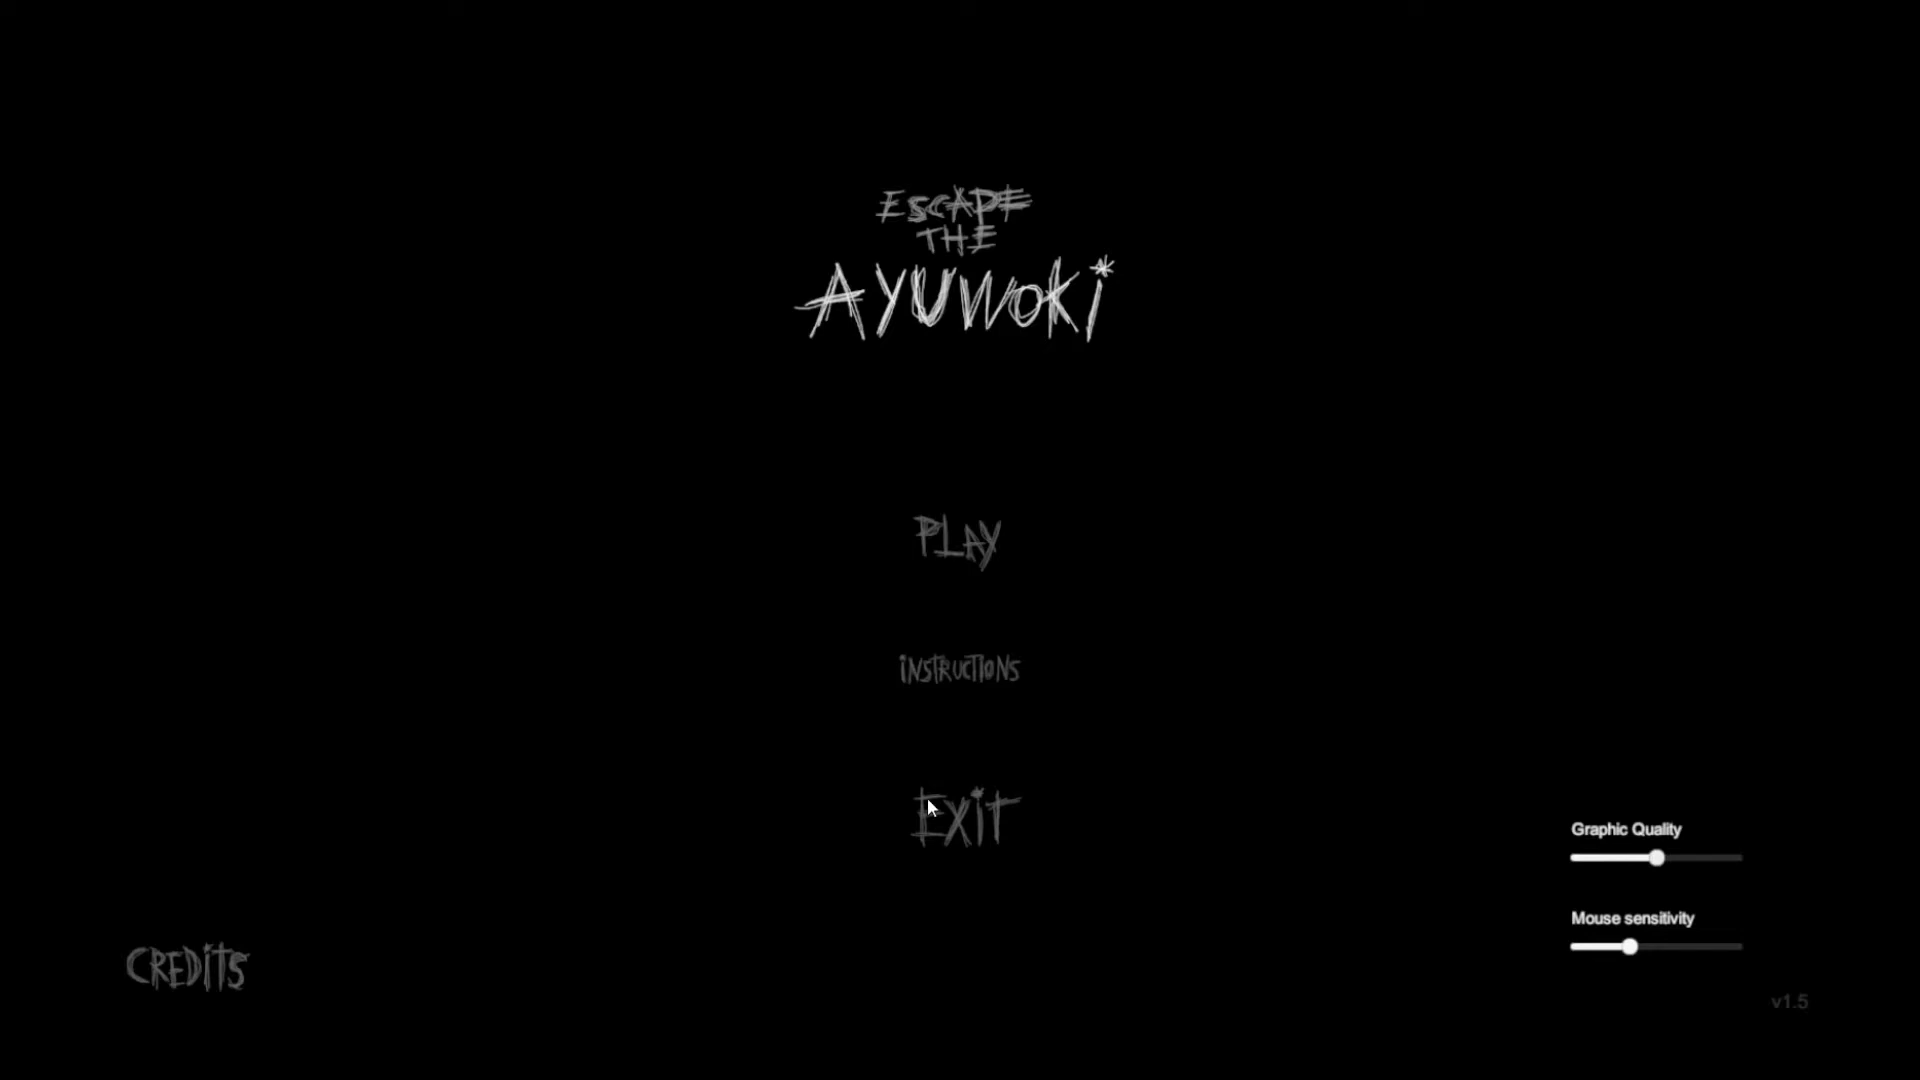 ESCAPE
THE
AYUWOKi
PLAY
iNSTRUCTIONS
EXiT
Graphic Quality
Mouse sensitivity
CREDiTS
v1.5